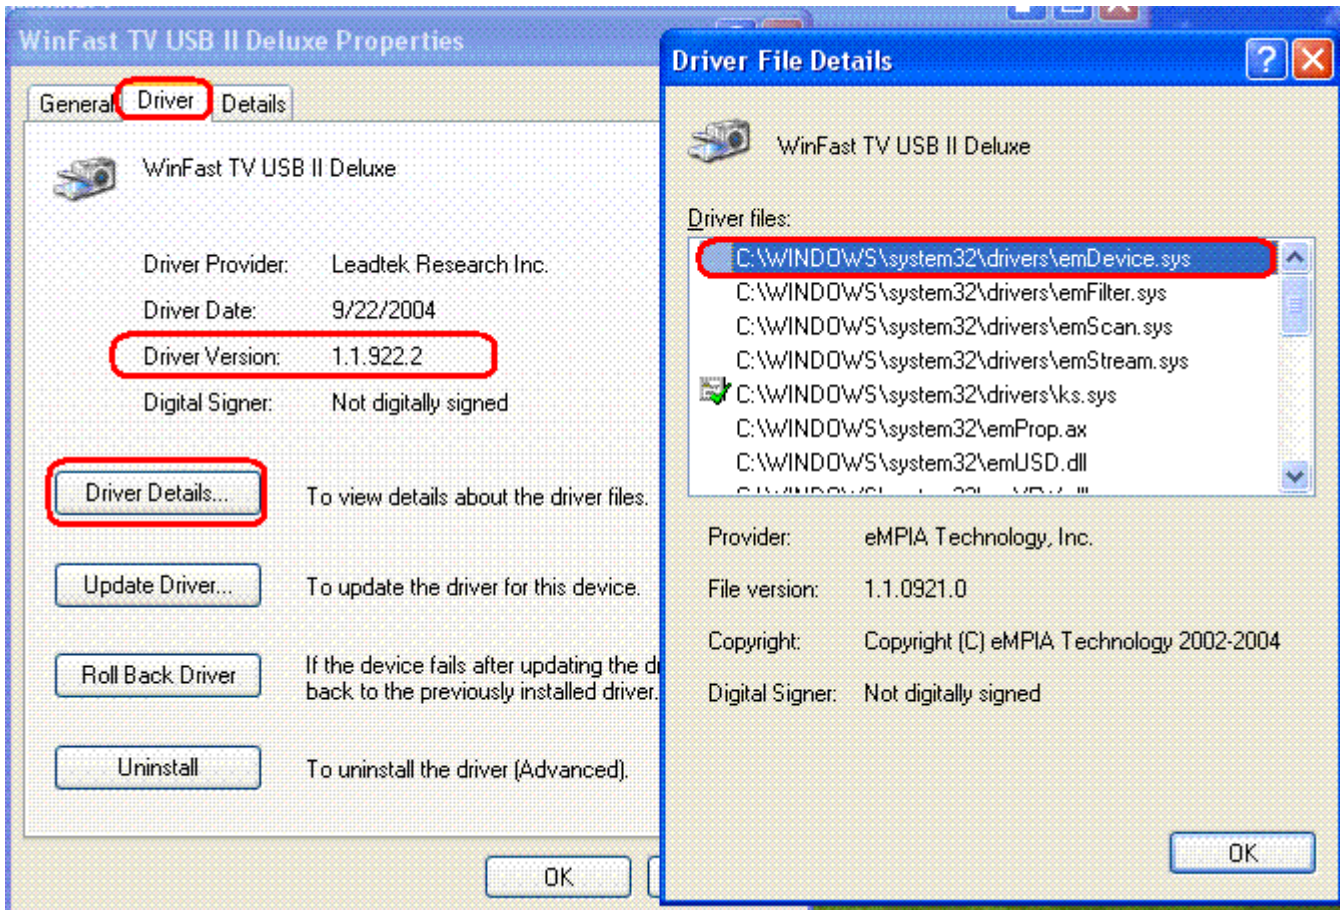 WinFast TV USB II Deluxe Properties
General Driver Details
WinFast TV USB II Deluxe
Driver Provider: Leadtek Research Inc.
Driver Date: 9/22/2004
Driver Version: 1.1.922.2
Digital Signer: Not digitally signed
Driver Details... To view details about the driver files.
Update Driver... To update the driver for this device.
Roll Back Driver If the device fails after updating the
back to the previously installed driver.
Uninstall To uninstall the driver (Advanced).
OK
Driver File Details
WinFast TV USB II Deluxe
Driver files:
C:\WINDOWS\system32\drivers\emDevice.sys
C:\WINDOWS\system32\drivers\emFilter.sys
C:\WINDOWS\system32\drivers\emScan.sys
C:\WINDOWS\system32\drivers\emStream.sys
C:\WINDOWS\system32\drivers\ks.sys
C:\WINDOWS\system32\emProp.ax
C:\WINDOWS\system32\emUSD.dll
Provider: eMPIA Technology, Inc.
File version: 1.1.0921.0
Copyright: Copyright (C) eMPIA Technology 2002-2004
Digital Signer: Not digitally signed
OK